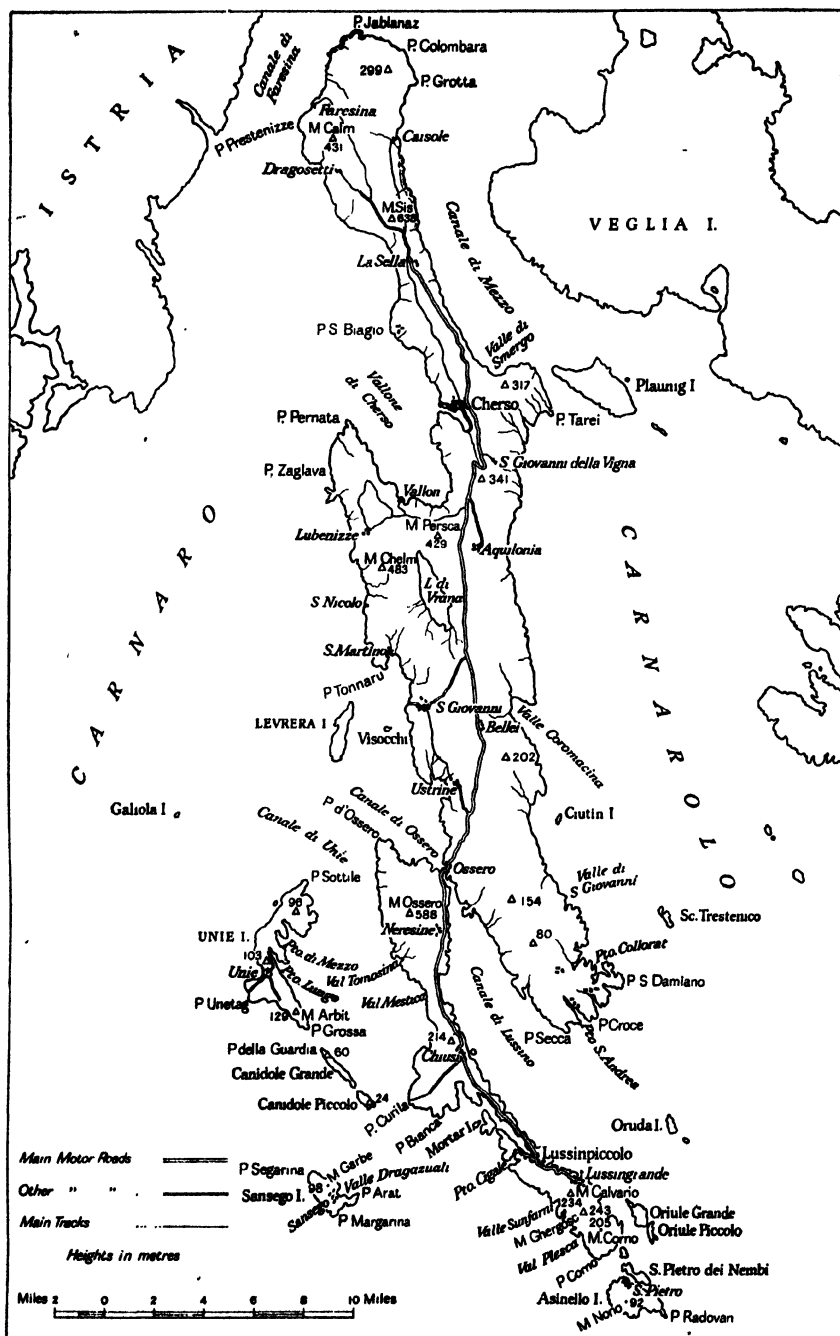 P. Jablanaz
P. Colombara
299
P. Grotta
Canale di
Faresina
ISTRIA
Faresina
M Calm
431
P Prestenizze
Caisole
Dragosetti
M. Sis
638
VEGLIA I.
Canale di Mezzo
La Sella
P S Biagio
Valle di
Smergo
317
Plaunig I
Vallone
di Cherso
Cherso
P. Tarei
P. Pernata
S Giovanni della Vigna
P. Zaglava
341
Vallon
CARNARO
Lubenizze
M Persca
429
Aquilonia
M Chelm
483
L di
Vrana
CARNAROLO
S Nicolo
S. Martino
P Tonnaru
S Giovanni
LEVRERA I
Visocchi
Bellei
Valle Coromacina
202
Ustrine
Galiola I
Canale di Unie
P d'Ossero
Canale di Ossero
Ciutin I
Ossero
P Sottile
Valle di
S Giovanni
96
M Ossero
588
154
Sc. Trestenico
UNIE I.
Neresine
80
Pto. di Mezzo
Pto. Collorat
103
Val Tomosina
Unie
Pto. Lungo
P S Damiano
P Unetag
Val Mestica
Canale di Lussino
129
M Arbit
P Grossa
P Secca
P Croce
Pto S. Andrea
214
P della Guardia
60
Chiusi
Canidole Grande
24
Canidole Piccolo
P. Curila
P Bianca
Mortar I
Oruda I.
Main Motor Roads
Lussinpiccolo
P Segarina
M Garbe
Pto. Cigale
Lussingrande
98
Valle Dragazuali
Other " " .
Sansego I.
Sansego
P Arat
M Calvario
234
Oriule Grande
Valle Sunfarni
243
Main Tracks
P Margarina
M Ghergosc
205
Oriule Piccolo
M. Corno
Val Plesca
Heights in metres
P Corno
S. Pietro dei Nembi
S. Pietro
Asinello I.
Miles 2 0 2 4 6 8 10 Miles
M Norio
92
P Radovan